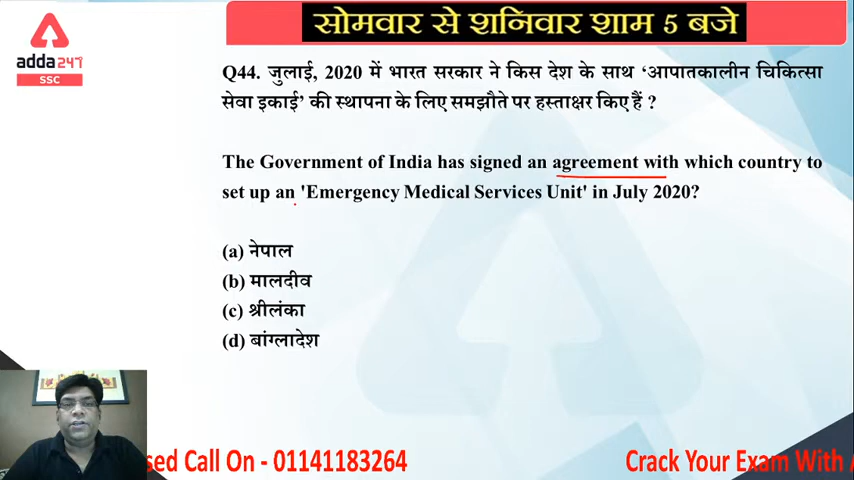 सोमवार से शनिवार शाम 5 बजे
adda247
SSC
Q44. जुलाई, 2020 में भारत सरकार ने किस देश के साथ ‘आपातकालीन चिकित्सा
सेवा इकाई’ की स्थापना के लिए समझौते पर हस्ताक्षर किए हैं ?
The Government of India has signed an agreement with which country to
set up an 'Emergency Medical Services Unit' in July 2020?
(a) नेपाल
(b) मालदीव
(c) श्रीलंका
(d) बांग्लादेश
sed Call On - 01141183264
Crack Your Exam With